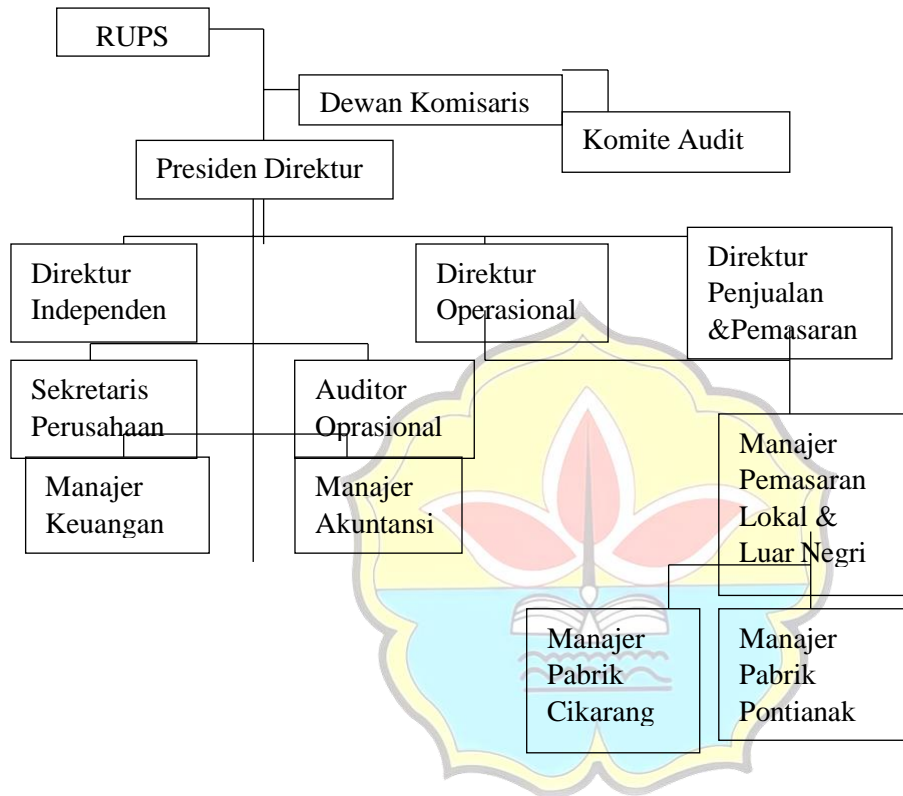 RUPS
Dewan Komisaris
Komite Audit
Presiden Direktur
Direktur
Independen
Direktur
Operasional
Direktur
Penjualan
&Pemasaran
Sekretaris
Perusahaan
Auditor
Oprasional
Manajer
Keuangan
Manajer
Akuntansi
Manajer
Pemasaran
Lokal &
Luar Negri
Manajer
Pabrik
Cikarang
Manajer
Pabrik
Pontianak